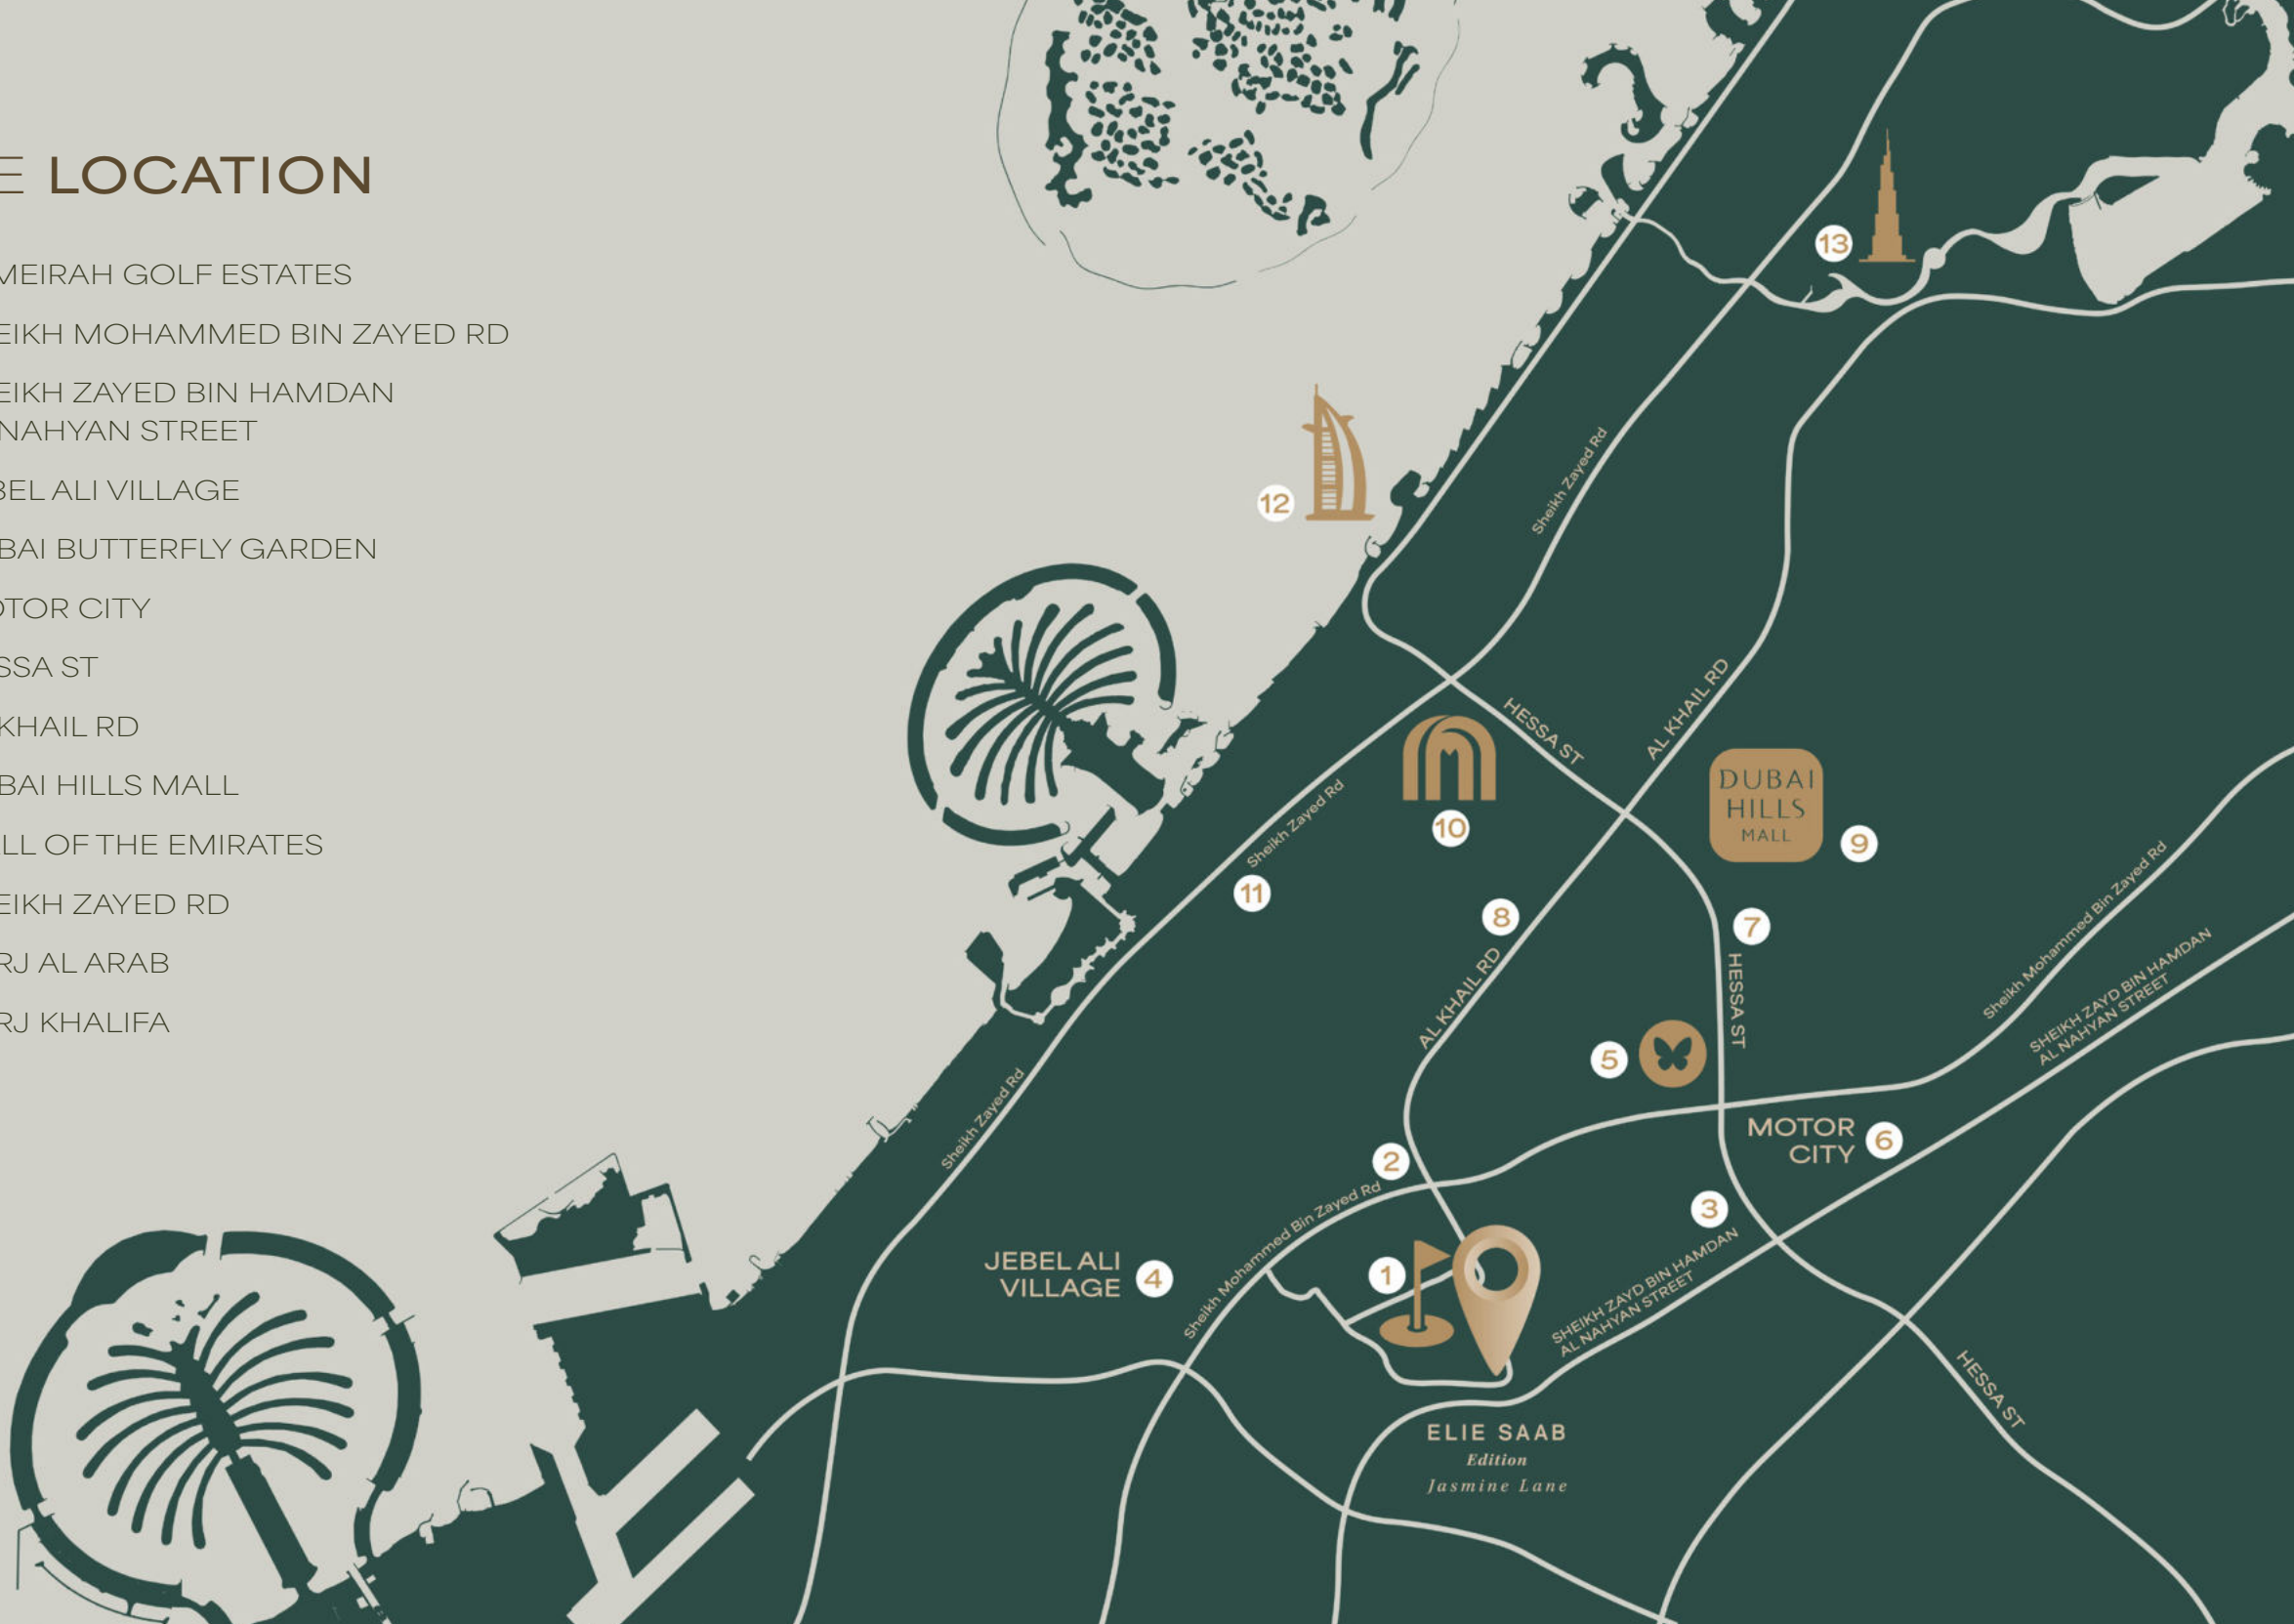 E LOCATION
MEIRAH GOLF ESTATES
EIKH MOHAMMED BIN ZAYED RD
EIKH ZAYED BIN HAMDAN
NAHYAN STREET
BEL ALI VILLAGE
BAI BUTTERFLY GARDEN
OTOR CITY
SSA ST
KHAIL RD
BAI HILLS MALL
LL OF THE EMIRATES
EIKH ZAYED RD
RJ AL ARAB
RJ KHALIFA
13
12
Sheikh Zayed Rd
HESSA ST
AL KHAIL RD
10
DUBAI
HILLS
MALL
9
Sheikh Zayed Rd
11
8
7
AL KHAIL RD
HESSA ST
Sheikh Mohammed Bin Zayed Rd
SHEIKH ZAYD BIN HAMDAN
AL NAHYAN STREET
5
Sheikh Zayed Rd
MOTOR
CITY
6
2
Sheikh Mohammed Bin Zayed Rd
3
SHEIKH ZAYD BIN HAMDAN
AL NAHYAN STREET
JEBEL ALI
VILLAGE
4
1
HESSA ST
ELIE SAAB
Edition
Jasmine Lane